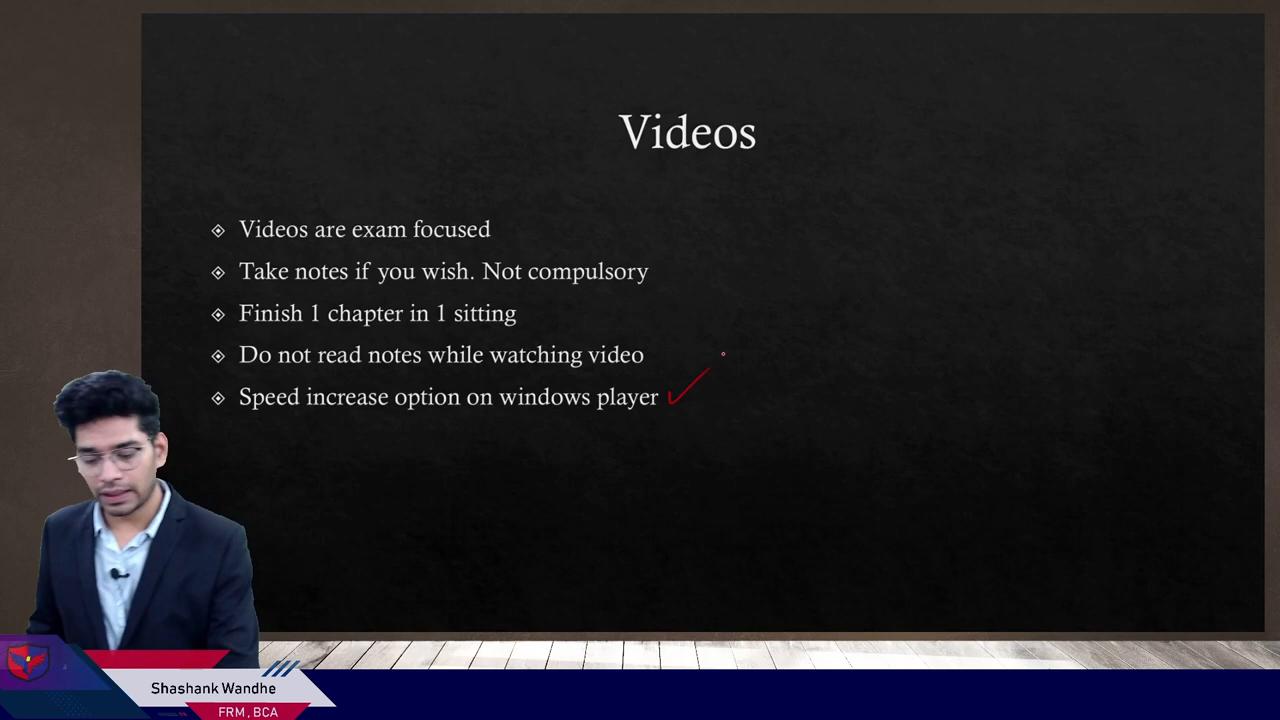 Videos
Videos are exam focused
Take notes if you wish. Not compulsory
Finish 1 chapter in 1 sitting
Do not read notes while watching video
Speed increase option on windows player
Shashank Wandhe
FRM, BCA